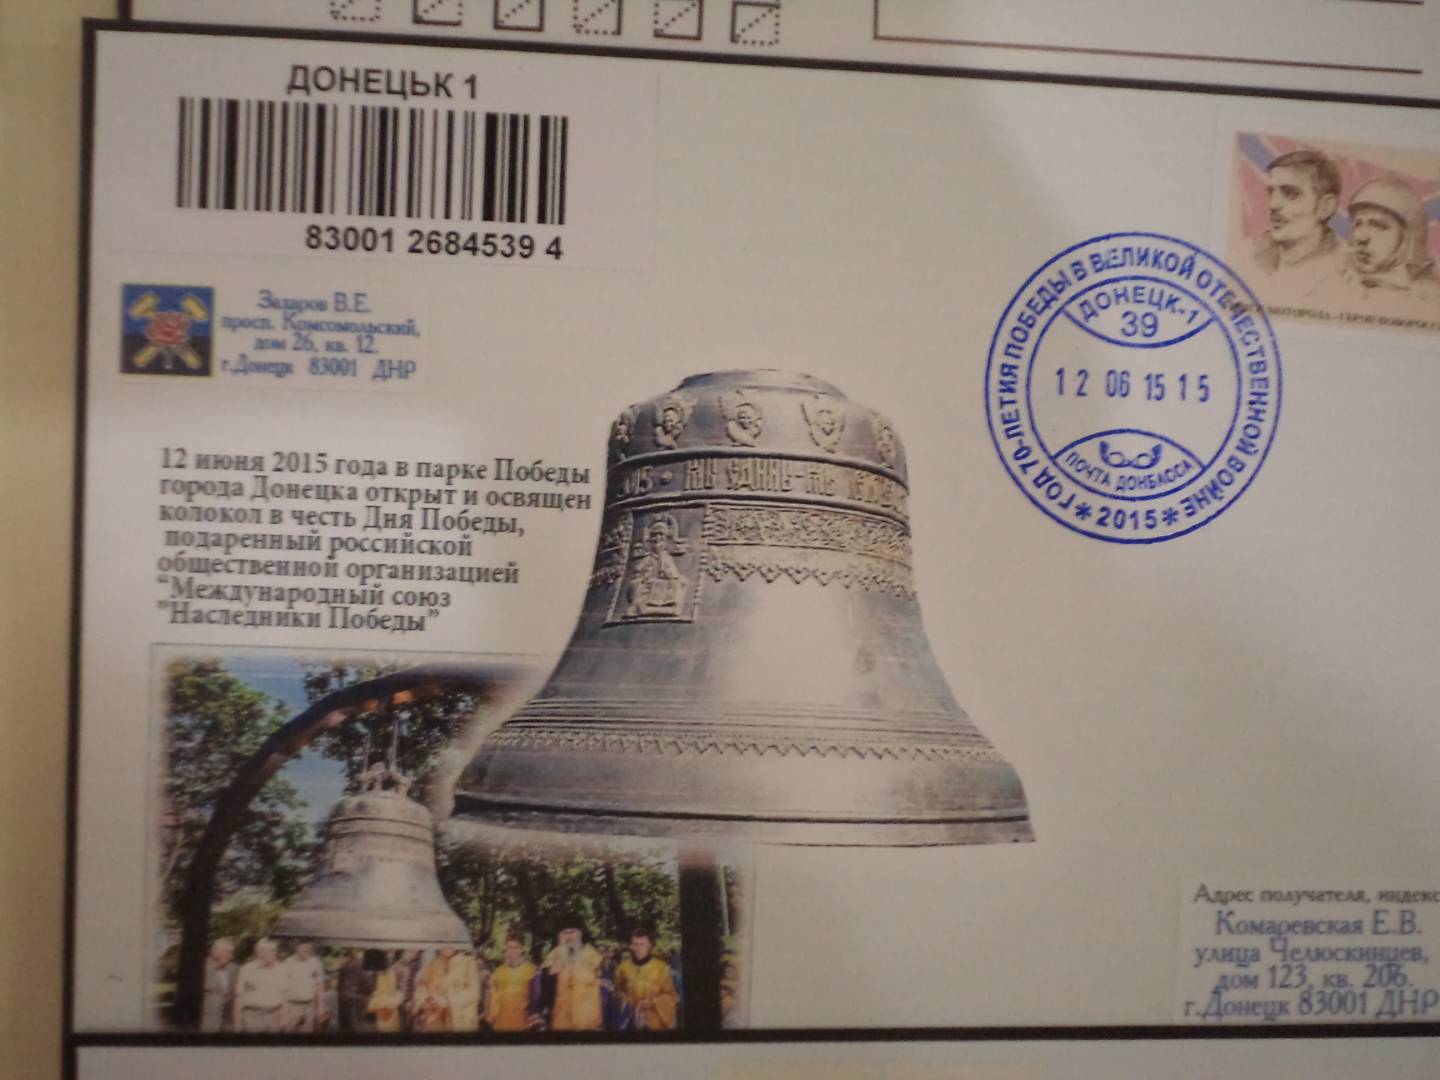 ДОНЕЦЬК 1
83001 2684539 4
Захаров В.Е.
просп. Комсомольский,
дом 26, кв. 12.
г.Донецк 83001 ДНР
12 июня 2015 года в парке Победы
города Донецка открыт и освящен
колокол в честь Дня Победы,
подаренный российской
общественной организацией
“Международный союз
”Наследники Победы”
ГОД 70-ЛЕТИЯ ПОБЕДЫ В ВЕЛИКОЙ ОТЕЧЕСТВЕННОЙ ВОЙНЕ
ДОНЕЦК-1
39
12 06 15 15
ПОЧТА ДОНБАССА
*2015*
МОТОРОЛА - ГЕРОИ НОВОРОСС
Адрес получателя, индекс
Комаревская Е.В.
улица Челюскинцев,
дом 123, кв. 206.
г.Донецк 83001 ДНР